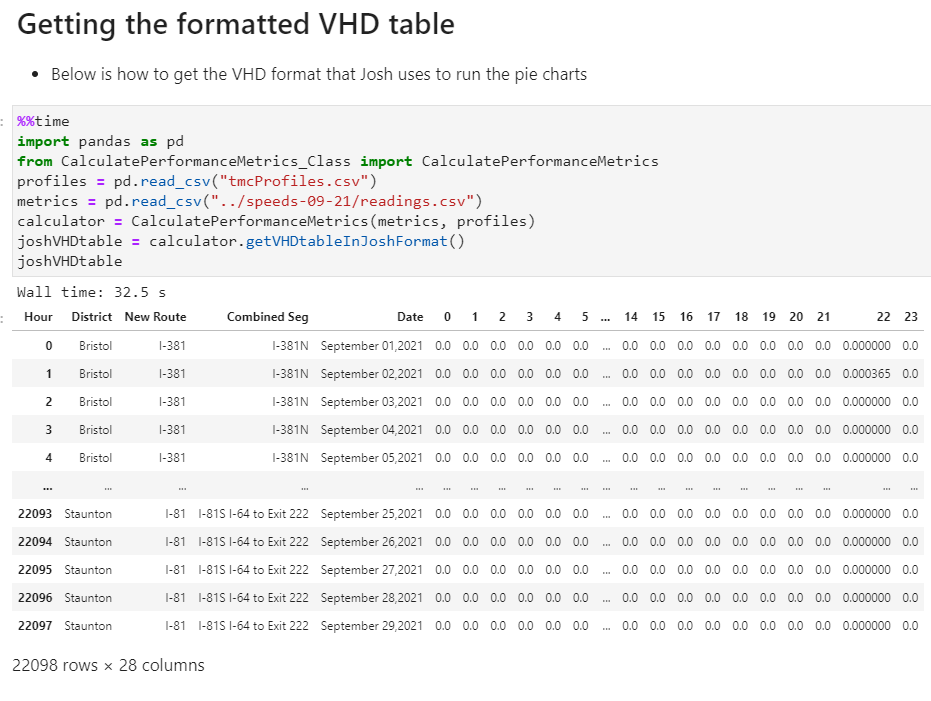 Getting the formatted VHD table
• Below is how to get the VHD format that Josh uses to run the pie charts
%%time
import pandas as pd
from CalculatePerformanceMetrics_Class import CalculatePerformanceMetrics
profiles = pd.read_csv("tmcProfiles.csv")
metrics = pd.read_csv("../speeds-09-21/readings.csv")
calculator = CalculatePerformanceMetrics(metrics, profiles)
joshVHDtable = calculator.getVHDtableInJoshFormat()
joshVHDtable
Wall time: 32.5 s
Hour District New Route Combined Seg Date 0 1 2 3 4 5 ... 14 15 16 17 18 19 20 21 22 23
0 Bristol I-381 I-381N September 01,2021 0.0 0.0 0.0 0.0 0.0 0.0 ... 0.0 0.0 0.0 0.0 0.0 0.0 0.0 0.0 0.000000 0.0
1 Bristol I-381 I-381N September 02,2021 0.0 0.0 0.0 0.0 0.0 0.0 ... 0.0 0.0 0.0 0.0 0.0 0.0 0.0 0.0 0.000365 0.0
2 Bristol I-381 I-381N September 03,2021 0.0 0.0 0.0 0.0 0.0 0.0 ... 0.0 0.0 0.0 0.0 0.0 0.0 0.0 0.0 0.000000 0.0
3 Bristol I-381 I-381N September 04,2021 0.0 0.0 0.0 0.0 0.0 0.0 ... 0.0 0.0 0.0 0.0 0.0 0.0 0.0 0.0 0.000000 0.0
4 Bristol I-381 I-381N September 05,2021 0.0 0.0 0.0 0.0 0.0 0.0 ... 0.0 0.0 0.0 0.0 0.0 0.0 0.0 0.0 0.000000 0.0
... ... ... ... ... ... ... ... ... ... ... ... ... ... ... ... ... ... ... ... ... ...
22093 Staunton I-81 I-81S I-64 to Exit 222 September 25,2021 0.0 0.0 0.0 0.0 0.0 0.0 ... 0.0 0.0 0.0 0.0 0.0 0.0 0.0 0.0 0.000000 0.0
22094 Staunton I-81 I-81S I-64 to Exit 222 September 26,2021 0.0 0.0 0.0 0.0 0.0 0.0 ... 0.0 0.0 0.0 0.0 0.0 0.0 0.0 0.0 0.000000 0.0
22095 Staunton I-81 I-81S I-64 to Exit 222 September 27,2021 0.0 0.0 0.0 0.0 0.0 0.0 ... 0.0 0.0 0.0 0.0 0.0 0.0 0.0 0.0 0.000000 0.0
22096 Staunton I-81 I-81S I-64 to Exit 222 September 28,2021 0.0 0.0 0.0 0.0 0.0 0.0 ... 0.0 0.0 0.0 0.0 0.0 0.0 0.0 0.0 0.000000 0.0
22097 Staunton I-81 I-81S I-64 to Exit 222 September 29,2021 0.0 0.0 0.0 0.0 0.0 0.0 ... 0.0 0.0 0.0 0.0 0.0 0.0 0.0 0.0 0.000000 0.0
22098 rows × 28 columns